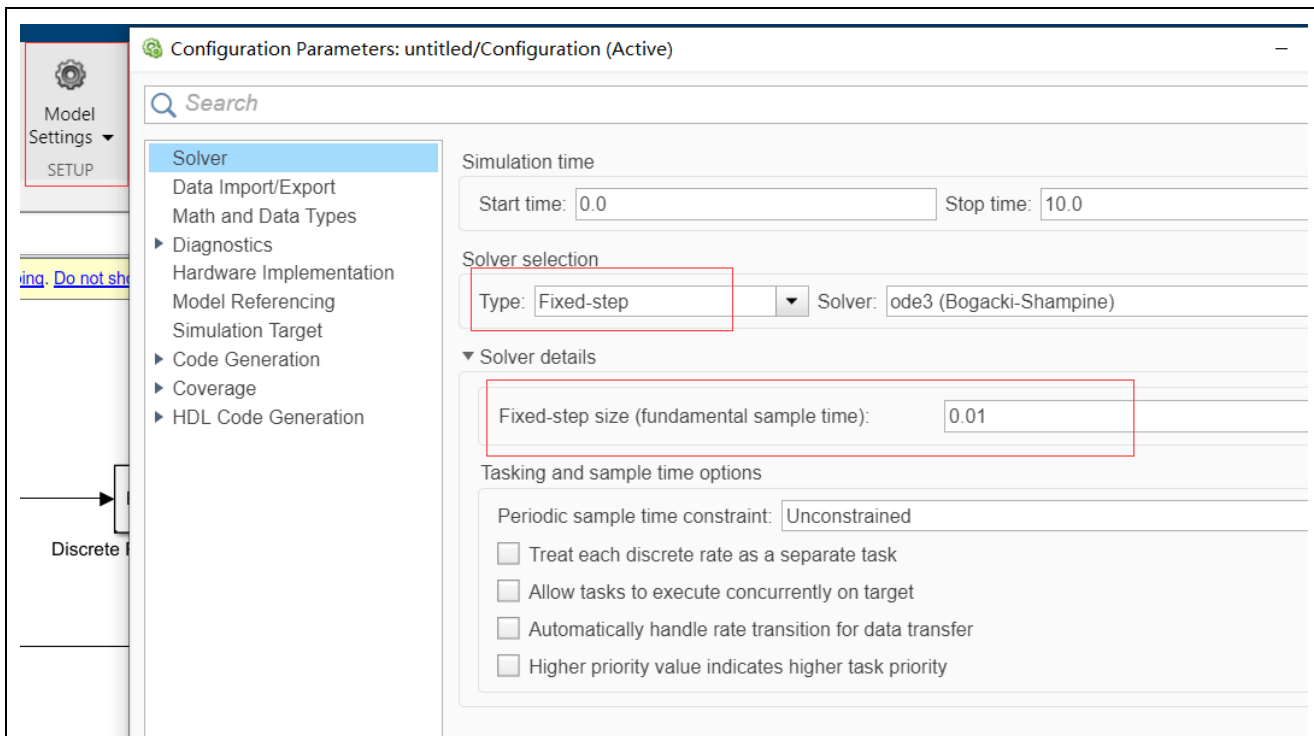 Configuration Parameters: untitled/Configuration (Active)
Model
Settings
SETUP
Search
Solver
Data Import/Export
Math and Data Types
Diagnostics
Hardware Implementation
Model Referencing
Simulation Target
Code Generation
Coverage
HDL Code Generation
Simulation time
Start time: 0.0 Stop time: 10.0
Solver selection
Type: Fixed-step Solver: ode3 (Bogacki-Shampine)
Solver details
Fixed-step size (fundamental sample time): 0.01
Tasking and sample time options
Periodic sample time constraint: Unconstrained
Treat each discrete rate as a separate task
Allow tasks to execute concurrently on target
Automatically handle rate transition for data transfer
Higher priority value indicates higher task priority
ing. Do not sh
Discrete